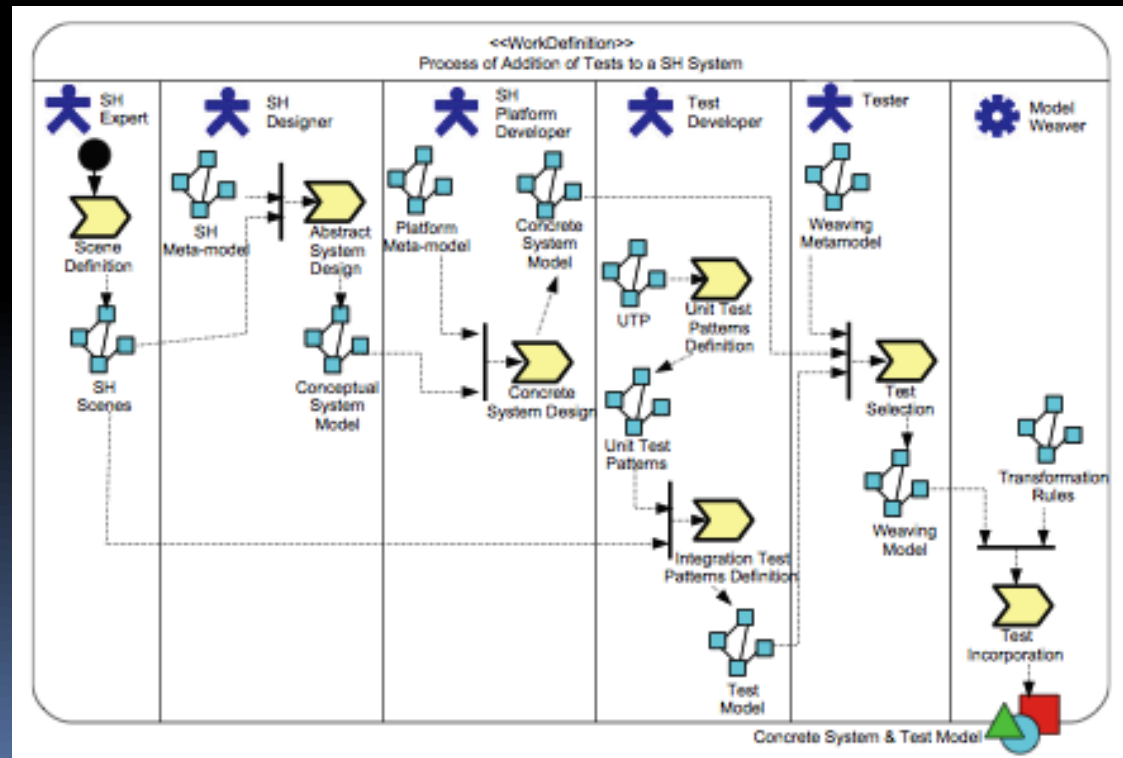 <<WorkDefinition>>
Process of Addition of Tests to a SH System
SH
Expert
SH
Designer
SH
Platform
Developer
Test
Developer
Tester
Model
Weaver
Scene
Definition
SH
Scenes
SH
Meta-model
Abstract
System
Design
Conceptual
System
Model
Platform
Meta-model
Concrete
System
Model
Concrete
System Design
UTP
Unit Test
Patterns
Definition
Unit Test
Patterns
Integration Test
Patterns Definition
Test
Model
Weaving
Metamodel
Test
Selection
Weaving
Model
Transformation
Rules
Test
Incorporation
Concrete System & Test Model